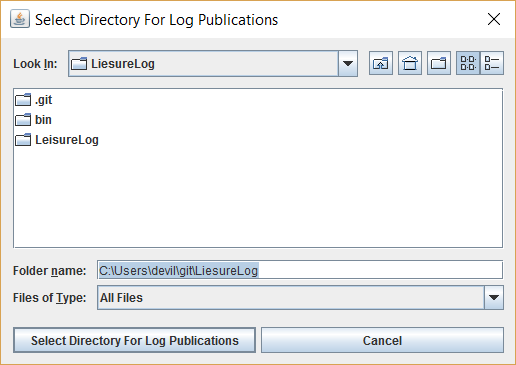 Select Directory For Log Publications
Look In: LiesureLog
.git
bin
LeisureLog
Folder name: C:\Users\devil\git\LiesureLog
Files of Type: All Files
Select Directory For Log Publications Cancel